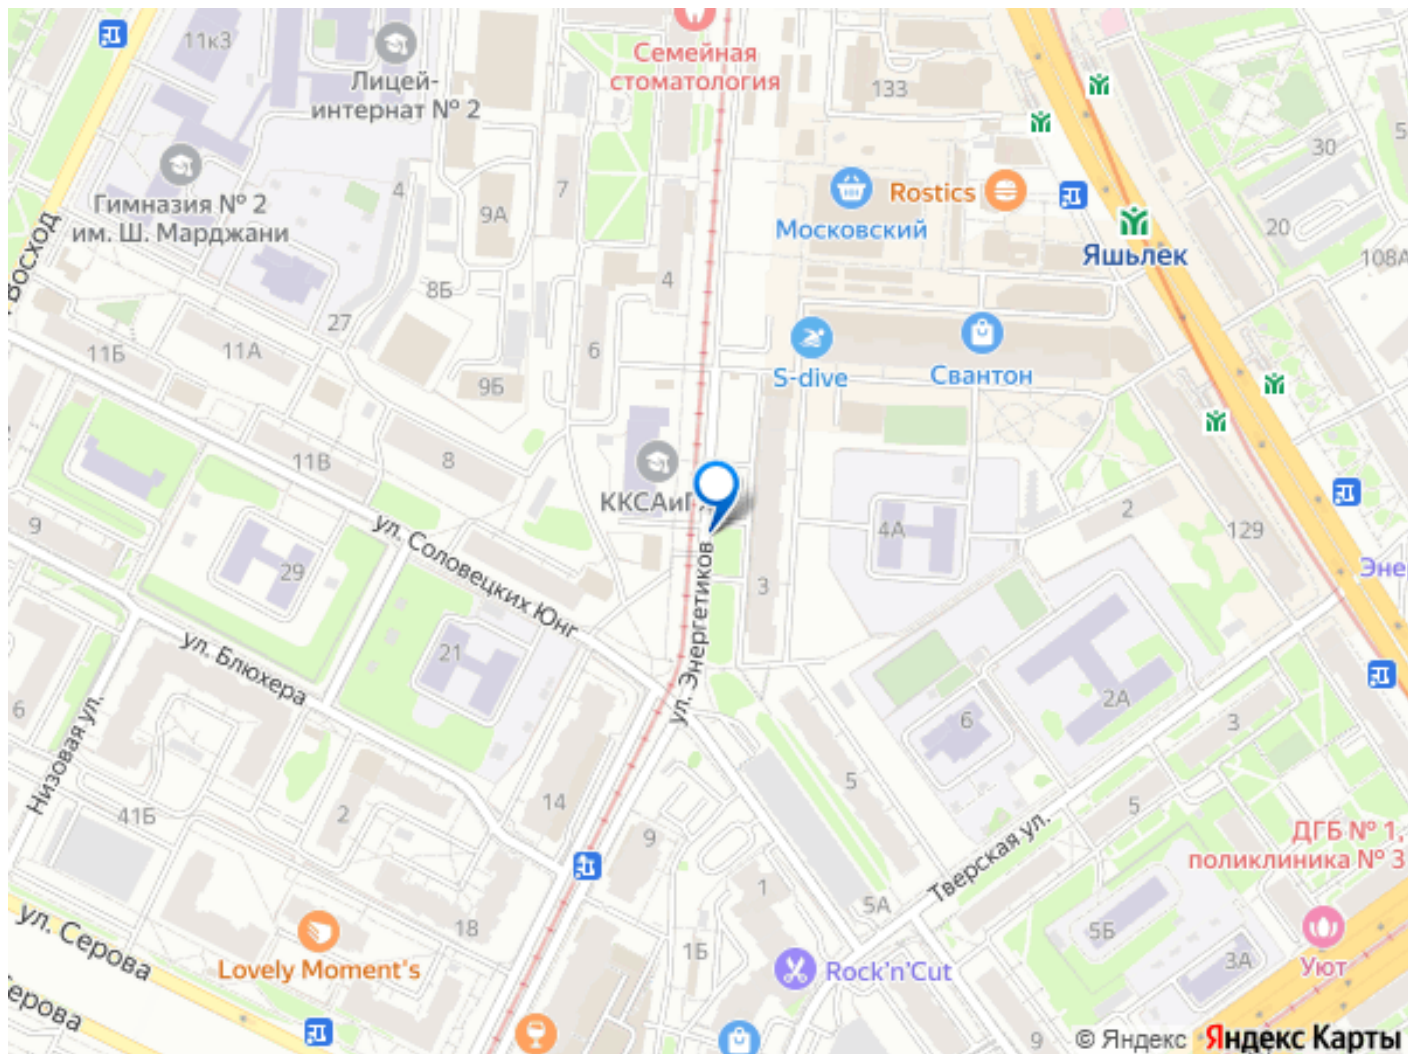 11к3
Лицей-
интернат № 2
Семейная
стоматология
133
30
5
Гимназия № 2
им. Ш. Марджани
4
9А
7
Московский
Rostics
Яшьлек
20
108А
Восход
8Б
27
4
6
11Б
11А
9Б
S-dive
Свантон
11В
8
ККСАиГ
9
ул. Соловецких Юнг
29
4А
2
129
Эне
ул. Энергетиков
3
ул. Блюхера
21
6
Низовая ул.
2А
6
3
41Б
2
14
9
5
5
Тверская ул.
ДГБ № 1,
поликлиника № 3
1
5А
18
ул. Серова
Lovely Moment's
1Б
Rock'n'Cut
5Б
3А
Уют
ерова
9
© Яндекс Яндекс Карты